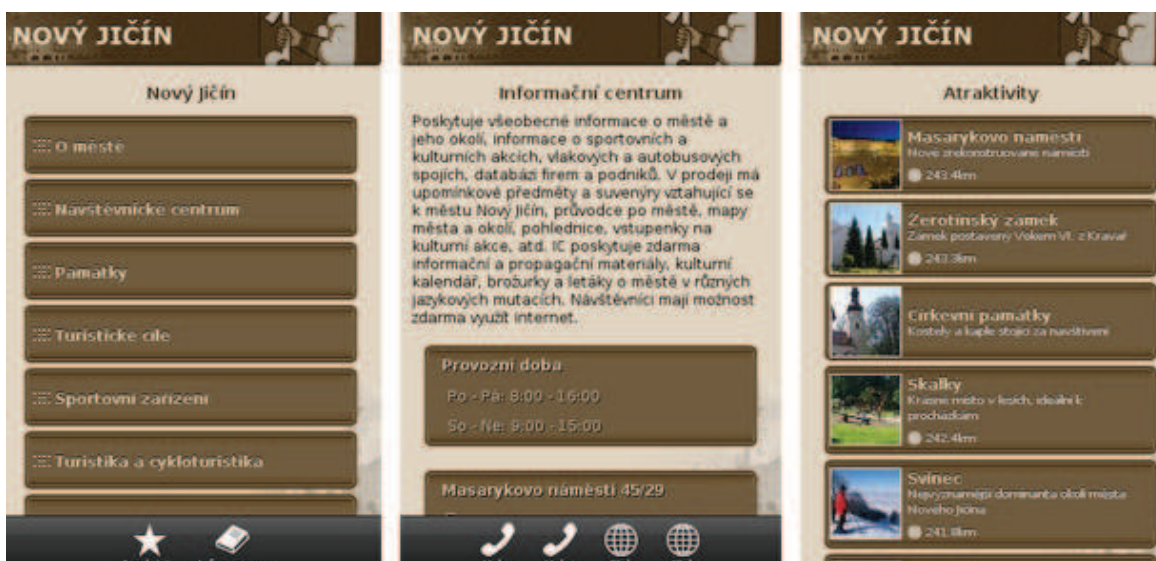 NOVÝ JIČÍN
Nový Jičín
O městě
Návštěvnické centrum
Památky
Turistické cíle
Sportovní zařízení
Turistika a cykloturistika
NOVÝ JIČÍN
Informační centrum
Poskytuje všeobecné informace o městě a
jeho okolí, informace o sportovních a
kulturních akcích, vlakových a autobusových
spojích, databázi firem a podniků. V prodeji má
upomínkové předměty a suvenýry vztahující se
k městu Nový Jičín, průvodce po městě, mapy
města a okolí, pohlednice, vstupenky na
kulturní akce, atd. IC poskytuje zdarma
informační a propagační materiály, kulturní
kalendář, brožurky a letáky o městě v různých
jazykových mutacích. Návštěvníci mají možnost
zdarma využít internet.
Provozní doba
Po - Pá: 8:00 - 16:00
So - Ne: 9:00 - 15:00
Masarykovo náměstí 45/29
NOVÝ JIČÍN
Atraktivity
Masarykovo náměstí
Nově zrekonstruované náměstí
243.4km
Žerotínský zámek
Zámek postavený Vokem VI. z Kravař
243.3km
Církevní památky
Kostely a kaple stojící za navštívení
Skalky
Krásné místo v lesích, ideální k
procházkám
242.4km
Svinec
Nejvýznamější dominanta okolí města
Nového Jičína
241.8km